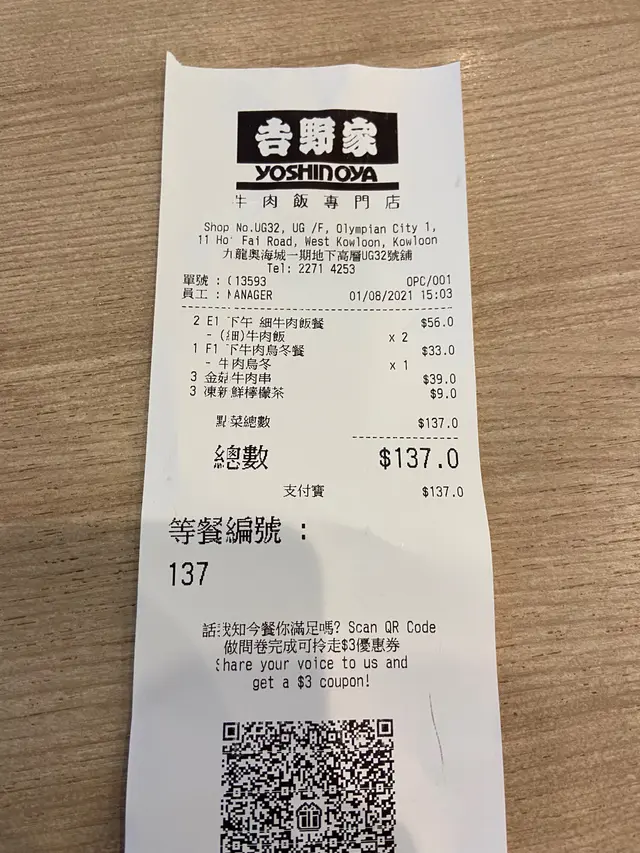 吉野家
YOSHINOYA
牛肉飯專門店
Shop No.UG32, UG /F, Olympian City 1,
11 Hoi Fai Road, West Kowloon, Kowloon
九龍奧海城一期地下高層UG32號舖
Tel: 2271 4253
單號 : 013593 OPC/001
員工 : MANAGER 01/08/2021 15:03
2 E1 下午 細牛肉飯餐 $56.0
- (細)牛肉飯 x 2
1 F1 下牛肉烏冬餐 $33.0
- 牛肉烏冬 x 1
3 金菇牛肉串 $39.0
3 凍新鮮檸檬茶 $9.0
點菜總數 $137.0
總數 $137.0
支付寶 $137.0
等餐編號 :
137
話我知今餐你滿足嗎? Scan QR Code
做問卷完成可拎走$3優惠券
Share your voice to us and
get a $3 coupon!